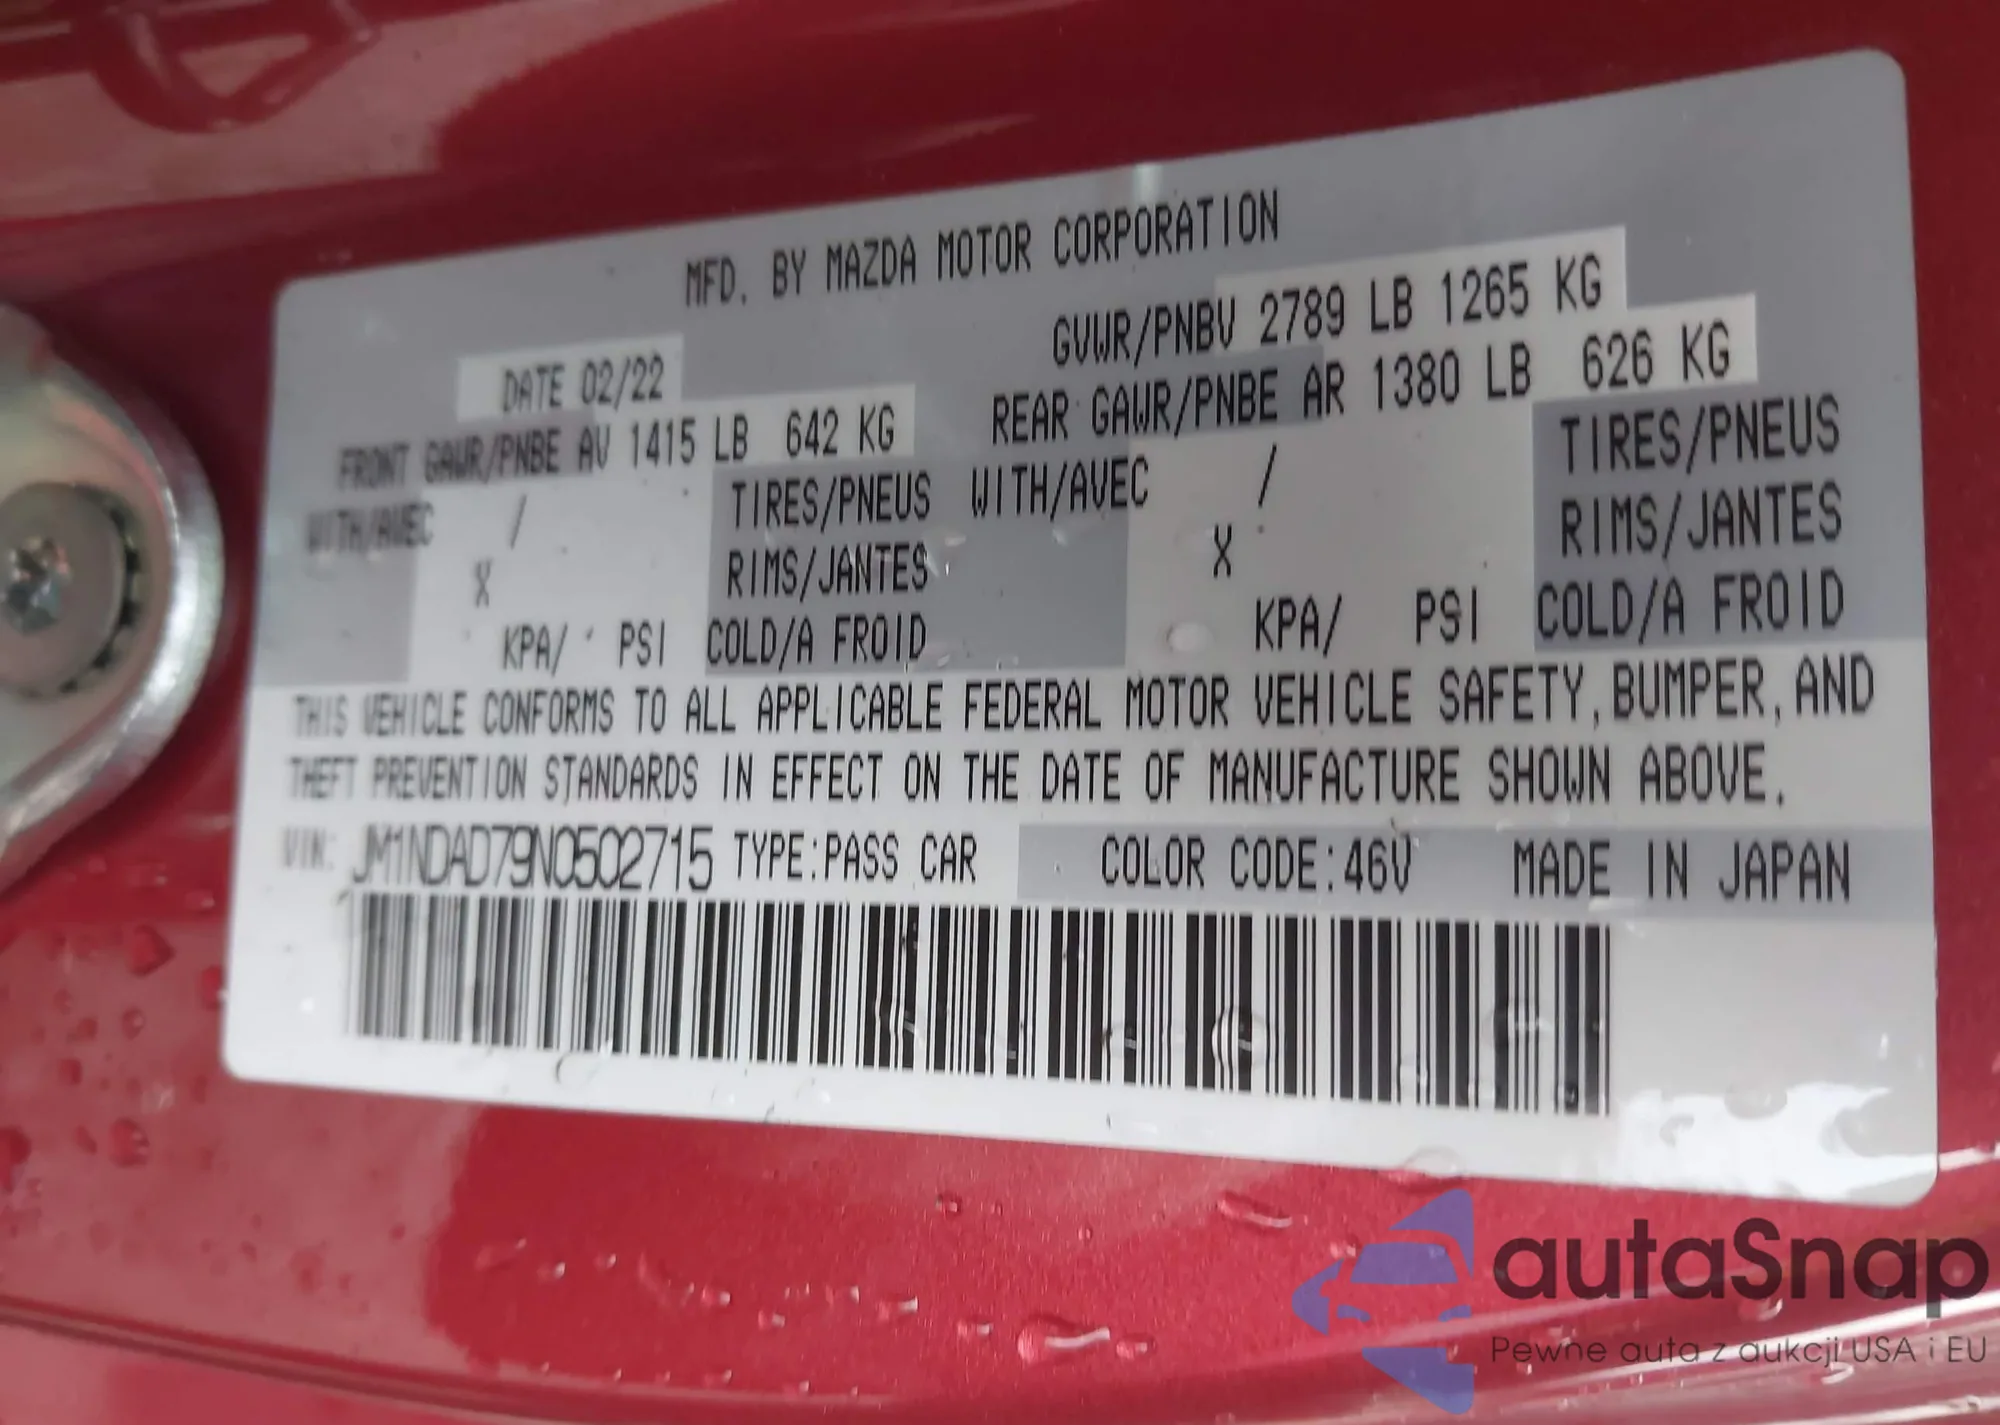 MFD. BY MAZDA MOTOR CORPORATION
DATE 02/22 GVWR/PNBV 2789 LB 1265 KG
FRONT GAWR/PNBE AV 1415 LB 642 KG REAR GAWR/PNBE AR 1380 LB 626 KG
WITH/AVEC / TIRES/PNEUS WITH/AVEC / TIRES/PNEUS
X RIMS/JANTES X RIMS/JANTES
KPA/ PSI COLD/A FROID KPA/ PSI COLD/A FROID
THIS VEHICLE CONFORMS TO ALL APPLICABLE FEDERAL MOTOR VEHICLE SAFETY, BUMPER, AND
THEFT PREVENTION STANDARDS IN EFFECT ON THE DATE OF MANUFACTURE SHOWN ABOVE.
VIN: JM1NDAD79N0502715 TYPE:PASS CAR COLOR CODE:46V MADE IN JAPAN
autaSnap
Pewne auta z aukcji USA i EU